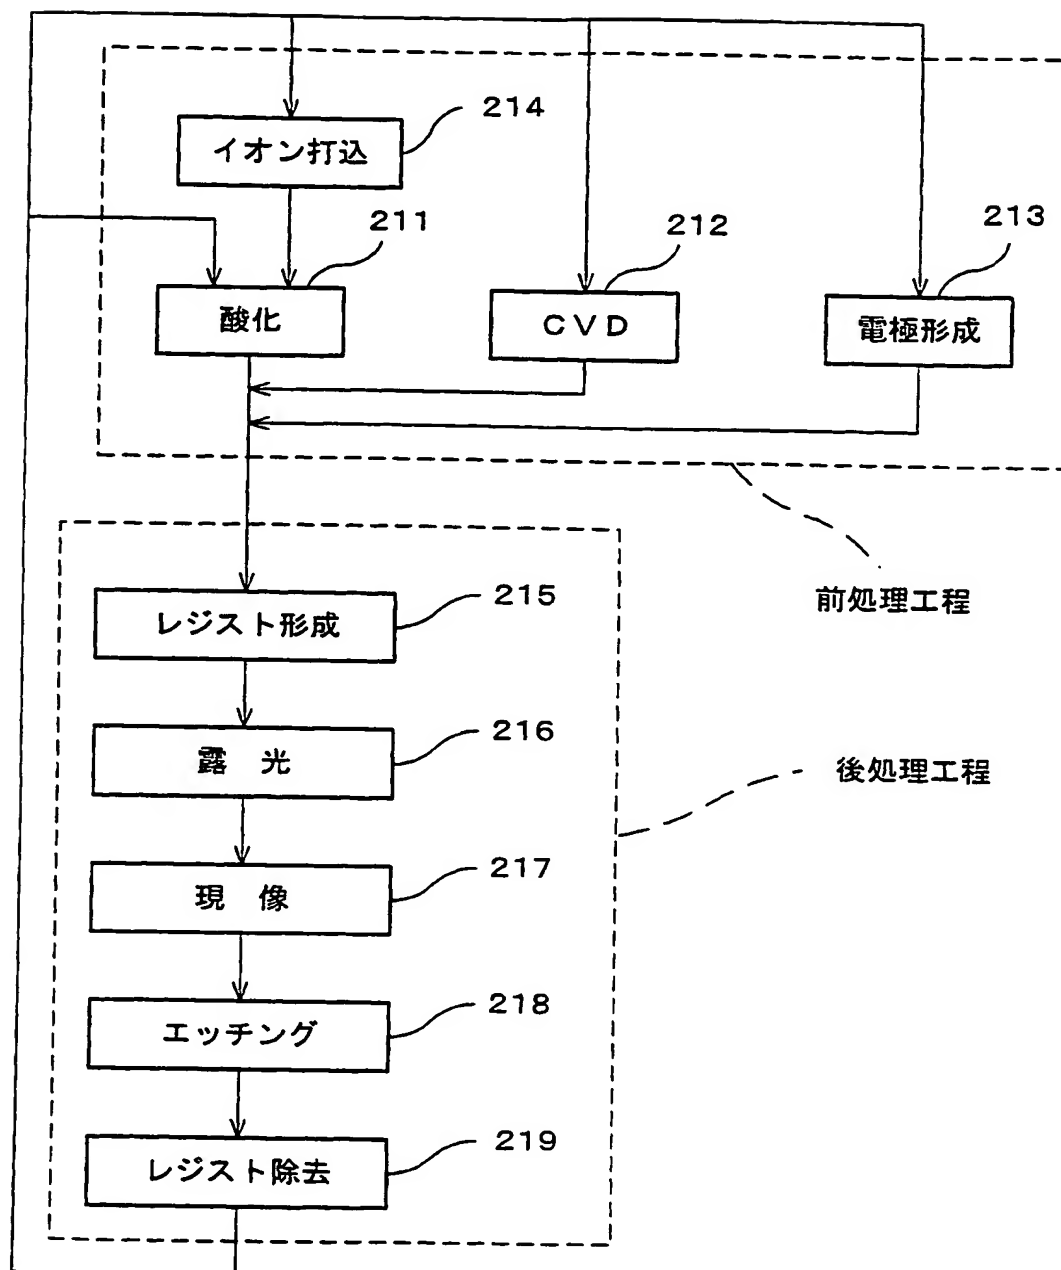 214
イオン打込
211
212
213
酸化
CVD
電極形成
前処理工程
215
レジスト形成
216
露 光
後処理工程
217
現 像
218
エッチング
219
レジスト除去